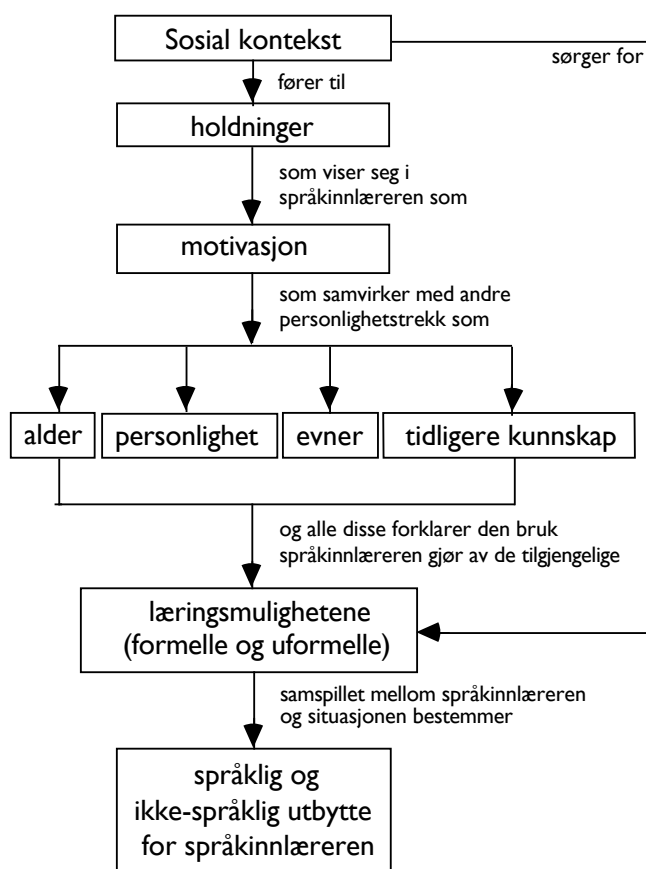 Sosial kontekst
sørger for
fører til
holdninger
som viser seg i
språkinnlæreren som
motivasjon
som samvirker med andre
personlighetstrekk som
alder
personlighet
evner
tidligere kunnskap
og alle disse forklarer den bruk
språkinnlæreren gjør av de tilgjengelige
læringsmulighetene
(formelle og uformelle)
samspillet mellom språkinnlæreren
og situasjonen bestemmer
språklig og
ikke-språklig utbytte
for språkinnlæreren